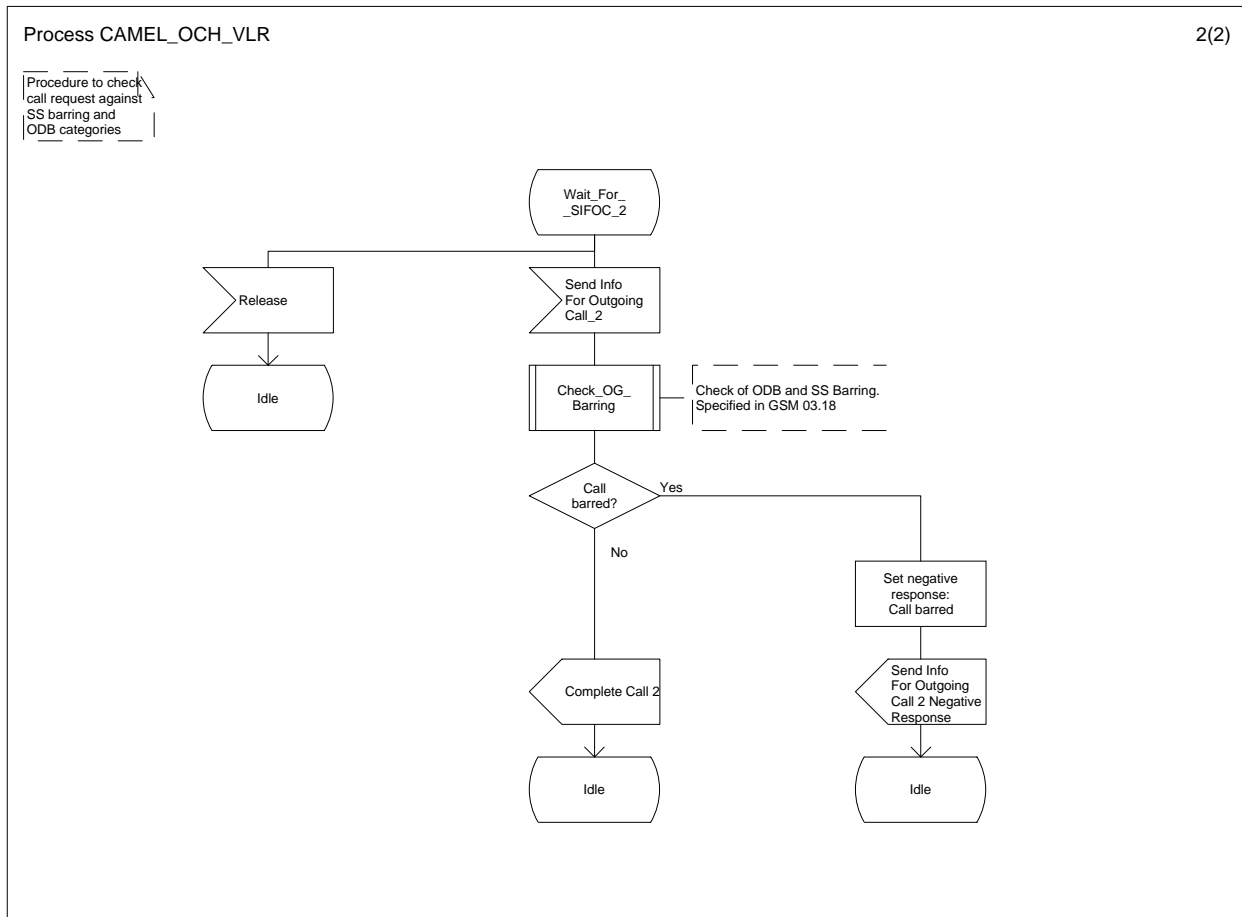 Process CAMEL_OCH_VLR
2(2)
Procedure to check
call request against
SS barring and
ODB categories
Wait_For_
_SIFOC_2
Release
Send Info
For Outgoing
Call_2
Idle
Check_OG_
Barring
Check of ODB and SS Barring.
Specified in GSM 03.18
Call
barred?
Yes
No
Set negative
response:
Call barred
Complete Call 2
Send Info
For Outgoing
Call 2 Negative
Response
Idle
Idle